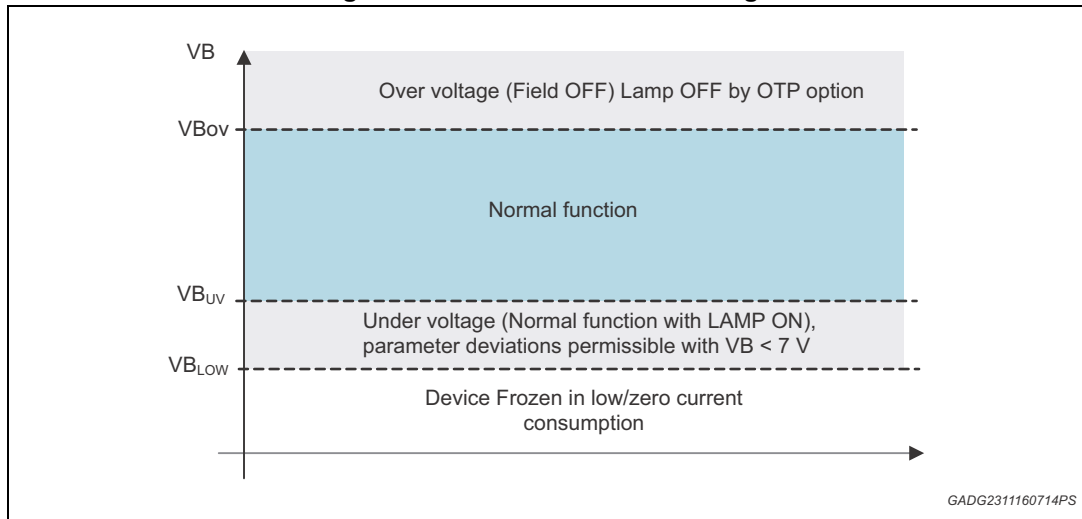 VB
Over voltage (Field OFF) Lamp OFF by OTP option
VBov
Normal function
VBUV
Under voltage (Normal function with LAMP ON),
parameter deviations permissible with VB < 7 V
VBLOW
Device Frozen in low/zero current
consumption
GADG2311160714PS